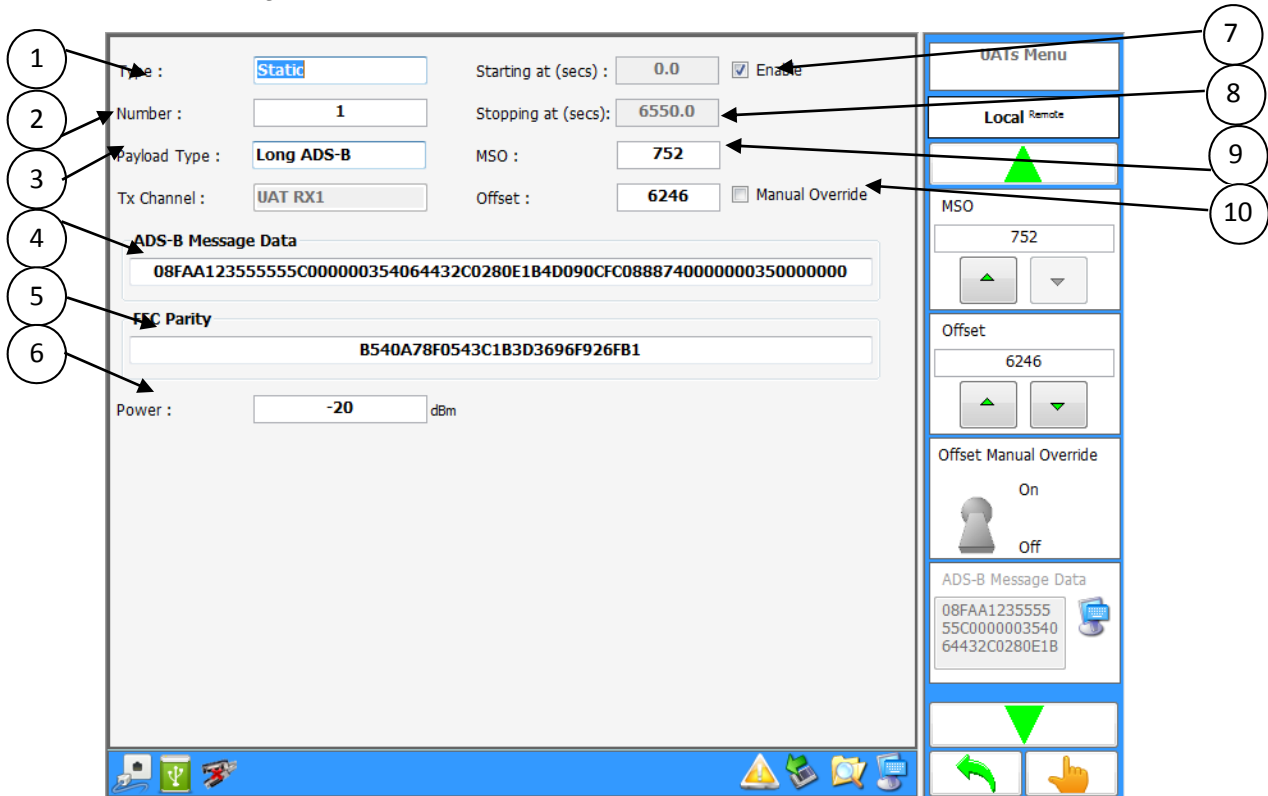 1
7
Type :
Static
Starting at (secs) :
0.0
Enable
UATs Menu
2
Number :
1
Stopping at (secs):
6550.0
8
Local Remote
3
Payload Type :
Long ADS-B
MSO :
752
9
Tx Channel :
UAT RX1
Offset :
6246
Manual Override
10
MSO
752
4
ADS-B Message Data
08FAA123555555C000000354064432C0280E1B4D090CFC0888740000000350000000
5
FEC Parity
B540A78F0543C1B3D3696F926FB1
Offset
6246
6
Power :
-20
dBm
Offset Manual Override
On
Off
ADS-B Message Data
08FAA1235555
55C0000003540
64432C0280E1B